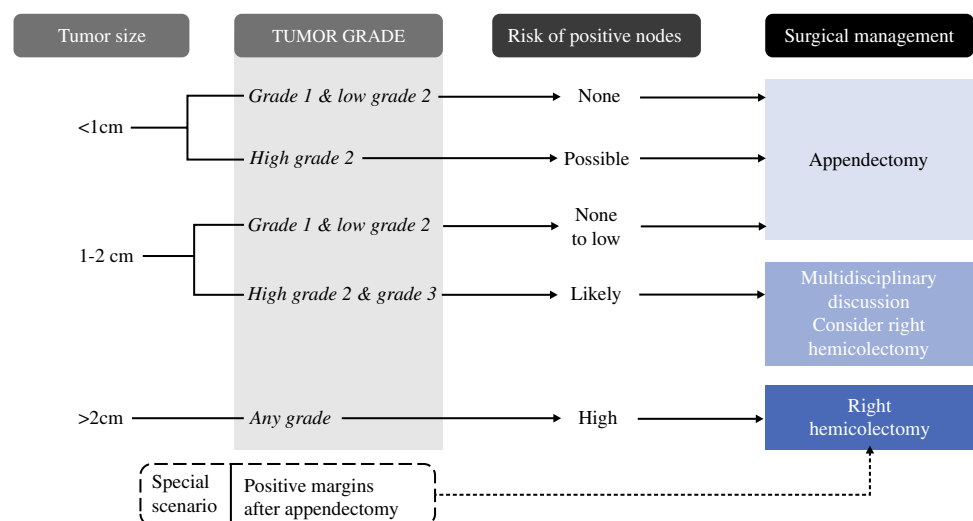 Tumor size
TUMOR GRADE
Risk of positive nodes
Surgical management
<1cm
Grade 1 & low grade 2
None
High grade 2
Possible
Appendectomy
1-2 cm
Grade 1 & low grade 2
None
to low
High grade 2 & grade 3
Likely
Multidisciplinary
discussion
Consider right
hemicolectomy
>2cm
Any grade
High
Right
hemicolectomy
Special
scenario
Positive margins
after appendectomy